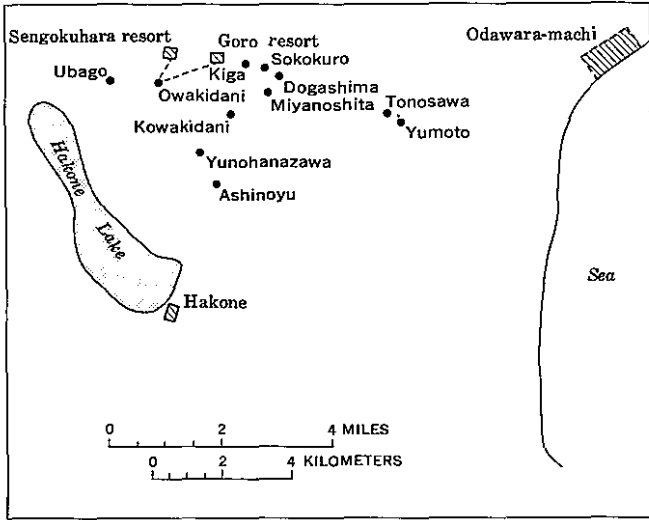 Odawara-machi
Sengokuhara resort
Goro resort
Sokokuro
Ubago
Kiga
Dogashima
Owakidani
Miyanoshita
Tonosawa
Kowakidani
Yumoto
Yunohanazawa
Ashinoyu
Hakone
Lake
Sea
Hakone
0 2 4 MILES
0 2 4
KILOMETERS